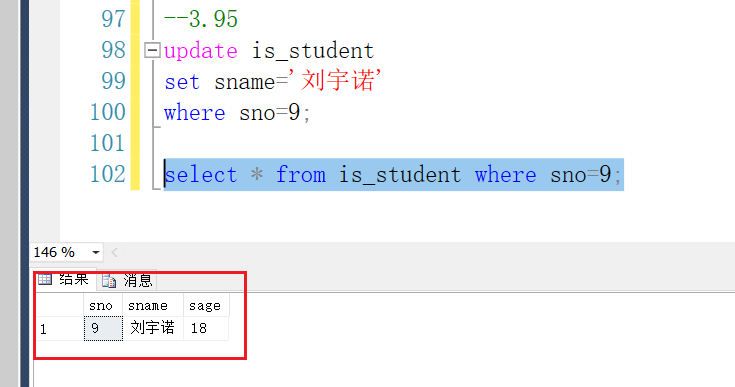 97 --3.95
98 update is_student
99 set sname='刘宇诺'
100 where sno=9;
101
102 select * from is_student where sno=9;
146 %
结果 消息
sno sname sage
1 9 刘宇诺 18